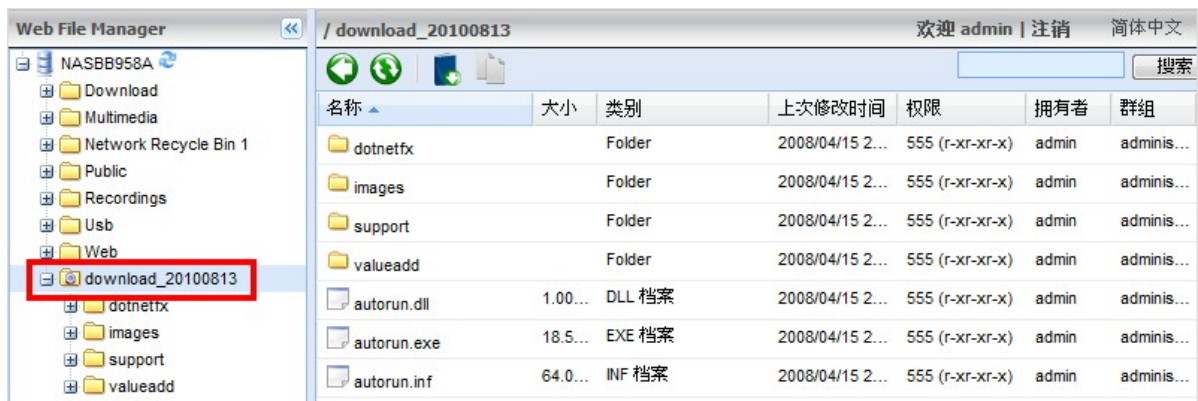 Web File Manager
/ download_20100813
欢迎 admin | 注销
简体中文
NASBB958A
Download
Multimedia
Network Recycle Bin 1
Public
Recordings
Usb
Web
download_20100813
dotnetfx
images
support
valueadd
搜索
名称 大小 类别 上次修改时间 权限 拥有者 群组
dotnetfx Folder 2008/04/15 2... 555 (r-xr-xr-x) admin adminis...
images Folder 2008/04/15 2... 555 (r-xr-xr-x) admin adminis...
support Folder 2008/04/15 2... 555 (r-xr-xr-x) admin adminis...
valueadd Folder 2008/04/15 2... 555 (r-xr-xr-x) admin adminis...
autorun.dll 1.00... DLL 档案 2008/04/15 2... 555 (r-xr-xr-x) admin adminis...
autorun.exe 18.5... EXE 档案 2008/04/15 2... 555 (r-xr-xr-x) admin adminis...
autorun.inf 64.0... INF 档案 2008/04/15 2... 555 (r-xr-xr-x) admin adminis...